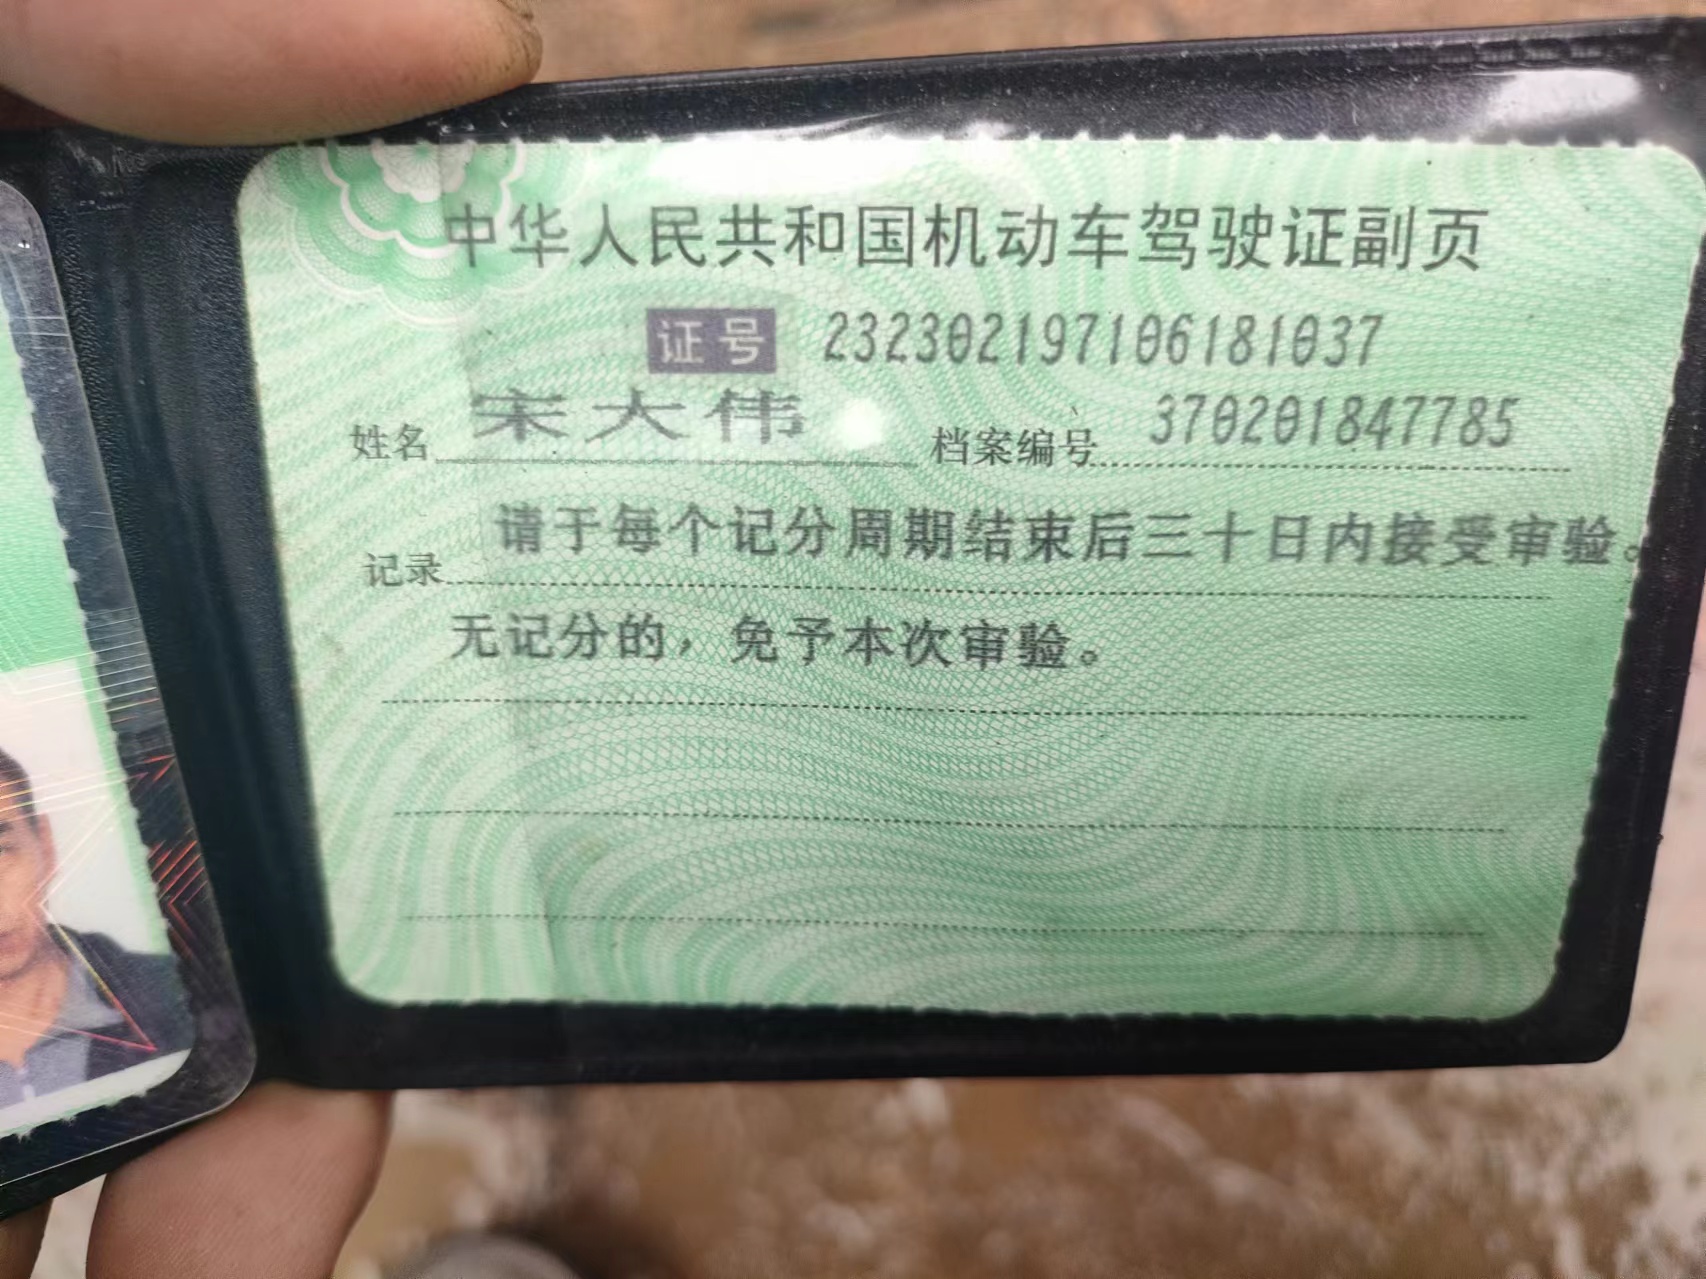 中华人民共和国机动车驾驶证副页
证号 232302197106181037
姓名 宋大伟 档案编号 370201847785
记录 请于每个记分周期结束后三十日内接受审验。
无记分的，免予本次审验。